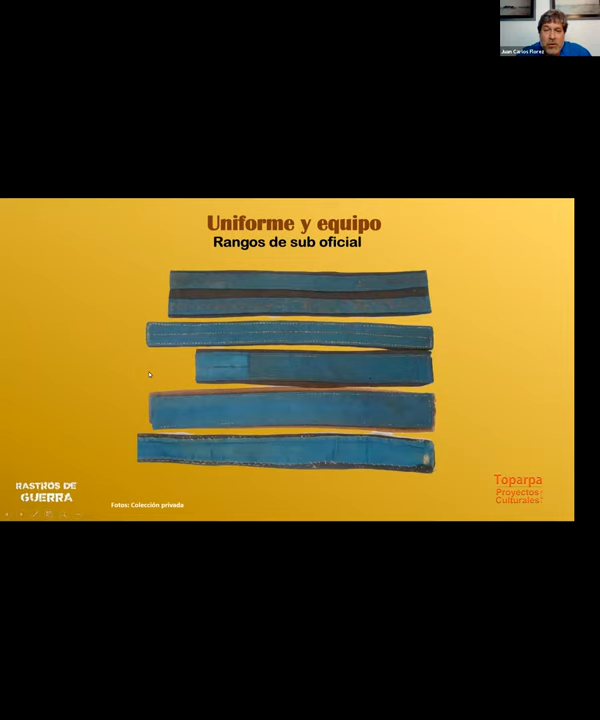 Juan Carlos Florez
Uniforme y equipo
Rangos de sub oficial
RASTROS DE
GUERRA
Fotos: Colección privada
Toparpa
Proyectos
Culturales